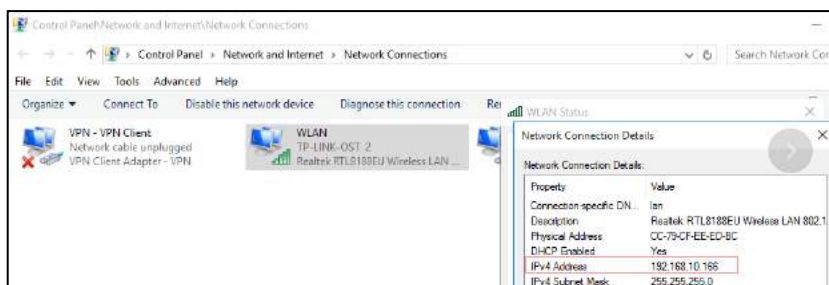 Control Panel\Network and Internet\Network Connections
Control Panel > Network and Internet > Network Connections
Search Network Cor
File Edit View Tools Advanced Help
Organize Connect To Disable this network device Diagnose this connection Re
VPN - VPN Client
Network cable unplugged
VPN Client Adapter - VPN
WLAN
TP-LINK-OST 2
Realtek RTL8188EU Wireless LAN ...
WLAN Status
Network Connection Details
Network Connection Details:
Property Value
Connection-specific DN... lan
Description Realtek RTL8188EU Wireless LAN 802.1
Physical Address CC-79-CF-EE-ED-BC
DHCP Enabled Yes
IPv4 Address 192.168.10.166
IPv4 Subnet Mask 255.255.255.0